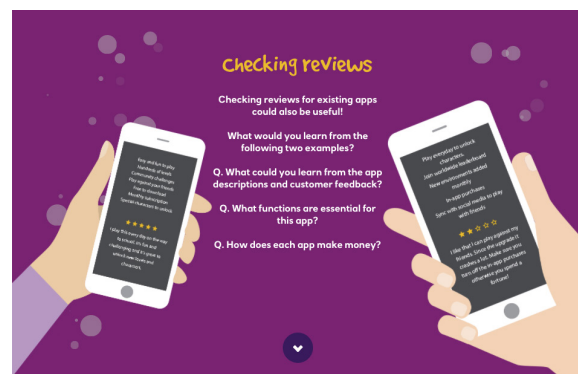 Checking reviews
Checking reviews for existing apps
could also be useful!
What would you learn from the
following two examples?
Q. What could you learn from the app
descriptions and customer feedback?
Q. What functions are essential for
this app?
Q. How does each app make money?
Easy and fun to play
Hundreds of levels
Community challenges
Play against your friends
Free to download
Monthly subscription
Special characters to unlock
I play this every day on the way
to school, it's fun and
challenging and it's great to
unlock new levels and
characters.
Play everyday to unlock
characters
Join worldwide leaderboard
New environments added
monthly
In-app purchases
Sync with social media to play
with friends
I like that I can play against my
friends. Since the upgrade it
crashes a lot. Make sure you
turn off the in-app purchases
otherwise you spend a
fortune!